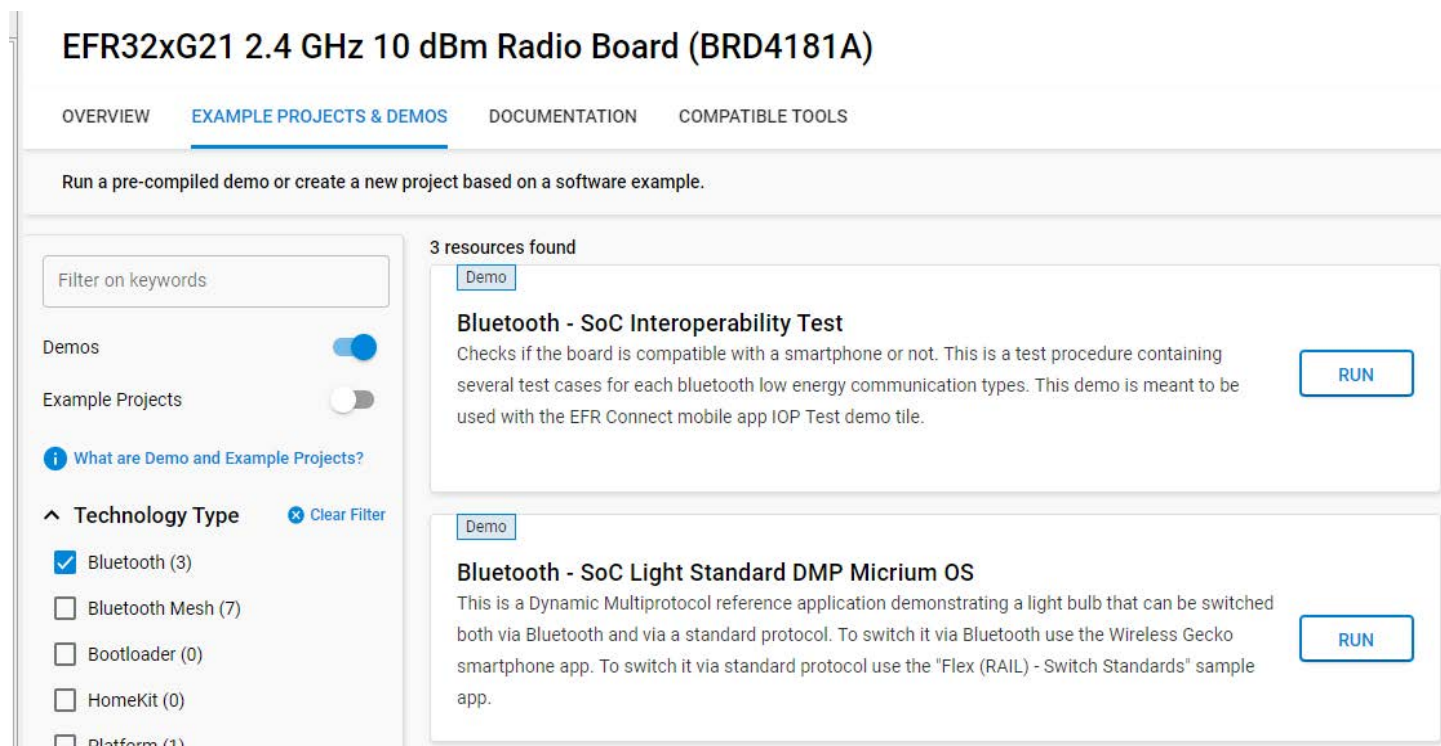 EFR32xG21 2.4 GHz 10 dBm Radio Board (BRD4181A)
OVERVIEW EXAMPLE PROJECTS & DEMOS DOCUMENTATION COMPATIBLE TOOLS
Run a pre-compiled demo or create a new project based on a software example.
Filter on keywords
Demos
Example Projects
What are Demo and Example Projects?
Technology Type Clear Filter
Bluetooth (3)
Bluetooth Mesh (7)
Bootloader (0)
HomeKit (0)
Platform (1)
3 resources found
Demo
Bluetooth - SoC Interoperability Test
Checks if the board is compatible with a smartphone or not. This is a test procedure containing
several test cases for each bluetooth low energy communication types. This demo is meant to be
used with the EFR Connect mobile app IOP Test demo tile.
RUN
Demo
Bluetooth - SoC Light Standard DMP Micrium OS
This is a Dynamic Multiprotocol reference application demonstrating a light bulb that can be switched
both via Bluetooth and via a standard protocol. To switch it via Bluetooth use the Wireless Gecko
smartphone app. To switch it via standard protocol use the "Flex (RAIL) - Switch Standards" sample
app.
RUN